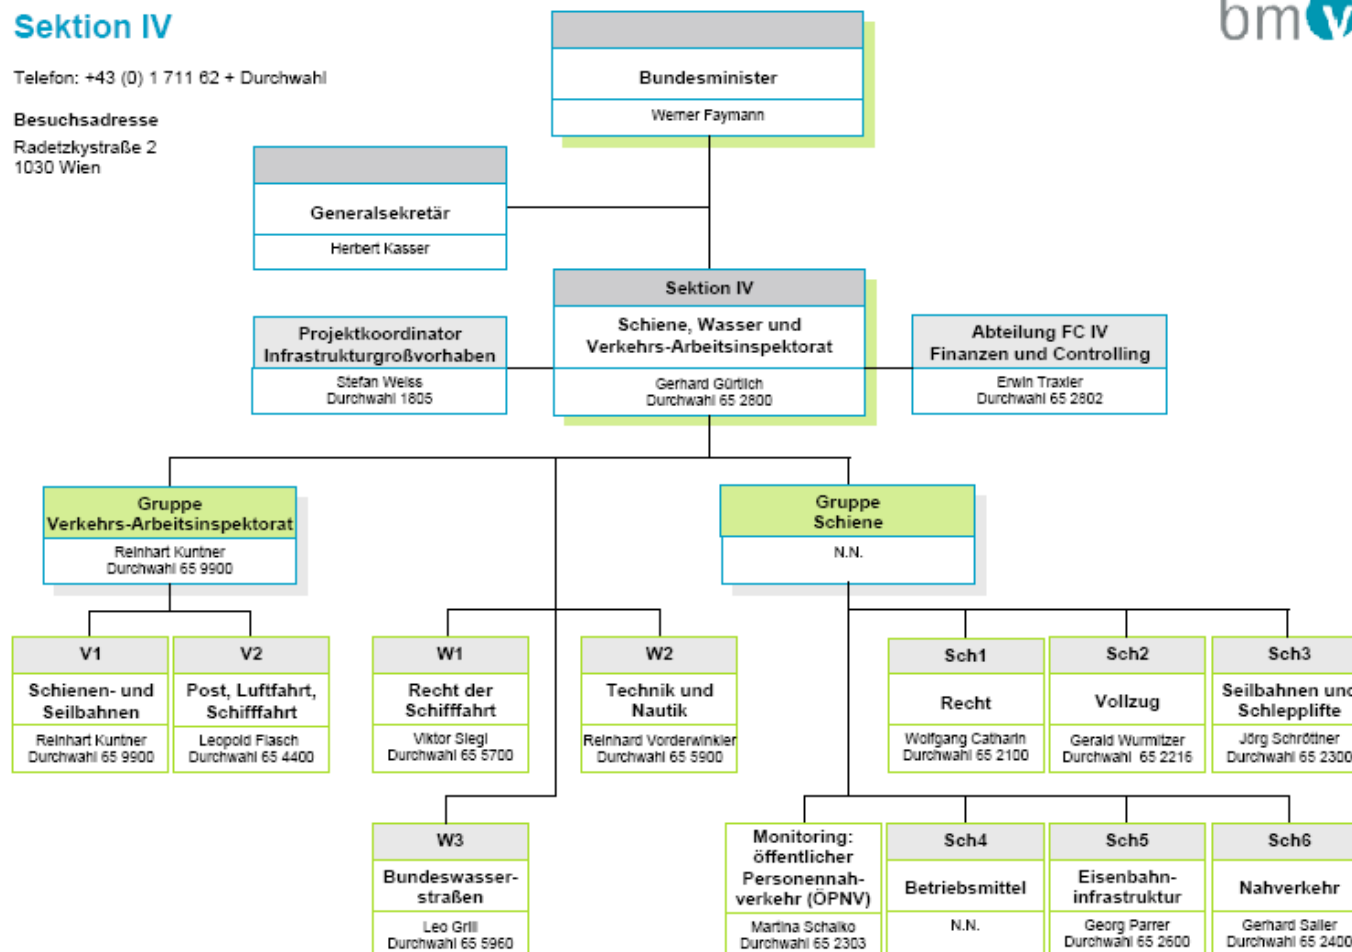 Sektion IV
bmv
Telefon: +43 (0) 1 711 62 + Durchwahl
Besuchsadresse
Radetzkystraße 2
1030 Wien
Bundesminister
Werner Faymann
Generalsekretär
Herbert Kasser
Sektion IV
Schiene, Wasser und
Verkehrs-Arbeitsinspektorat
Gerhard Gürtlich
Durchwahl 65 2800
Projektkoordinator
Infrastrukturgroßvorhaben
Stefan Weiss
Durchwahl 1805
Abteilung FC IV
Finanzen und Controlling
Erwin Traxler
Durchwahl 65 2802
Gruppe
Verkehrs-Arbeitsinspektorat
Reinhart Kuntner
Durchwahl 65 9900
Gruppe
Schiene
N.N.
V1
Schienen- und
Seilbahnen
Reinhart Kuntner
Durchwahl 65 9900
V2
Post, Luftfahrt,
Schifffahrt
Leopold Flasch
Durchwahl 65 4400
W1
Recht der
Schifffahrt
Viktor Siegl
Durchwahl 65 5700
W2
Technik und
Nautik
Reinhard Vorderwinkler
Durchwahl 65 5900
Sch1
Recht
Wolfgang Catharin
Durchwahl 65 2100
Sch2
Vollzug
Gerald Wurmitzer
Durchwahl 65 2216
Sch3
Seilbahnen und
Schlepplifte
Jörg Schröttner
Durchwahl 65 2300
W3
Bundeswasser-
straßen
Leo Grill
Durchwahl 65 5960
Monitoring:
öffentlicher
Personennah-
verkehr (ÖPNV)
Martina Schalko
Durchwahl 65 2303
Sch4
Betriebsmittel
N.N.
Sch5
Eisenbahn-
infrastruktur
Georg Parrer
Durchwahl 65 2600
Sch6
Nahverkehr
Gerhard Saller
Durchwahl 65 2400